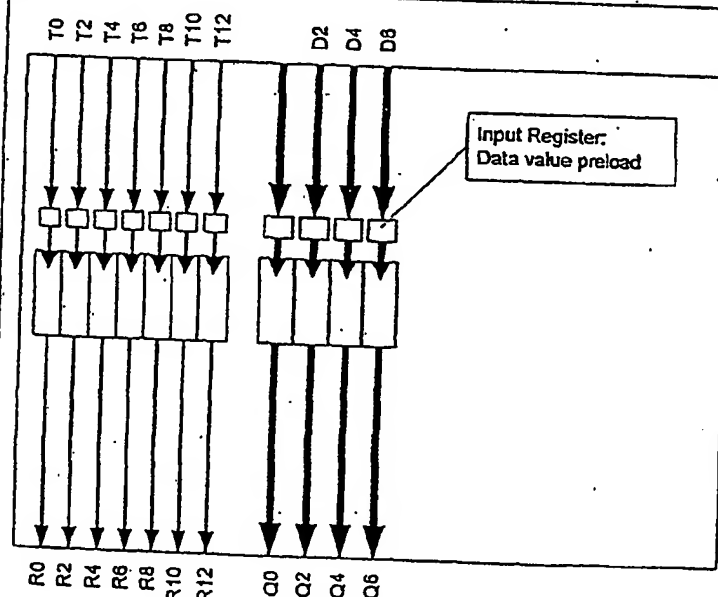 T0
T2
T4
T6
T8
T10
T12
D2
D4
D8
Input Register:
Data value preload
R0
R2
R4
R6
R8
R10
R12
Q0
Q2
Q4
Q6